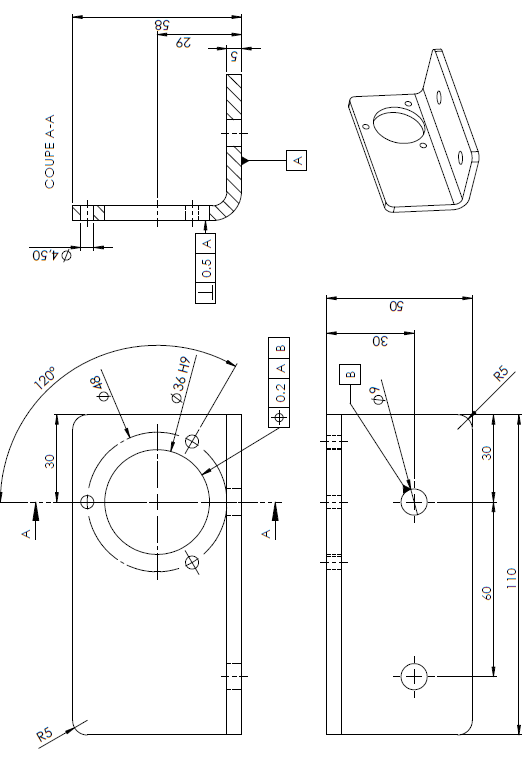 58
29
5
COUPE A-A
A
Ø4,50
⊥ 0.5 A
120°
Ø48
Ø36 H9
⌖ 0.2 A B
30
A
A
R5
50
30
B
Ø9
R5
30
60
110